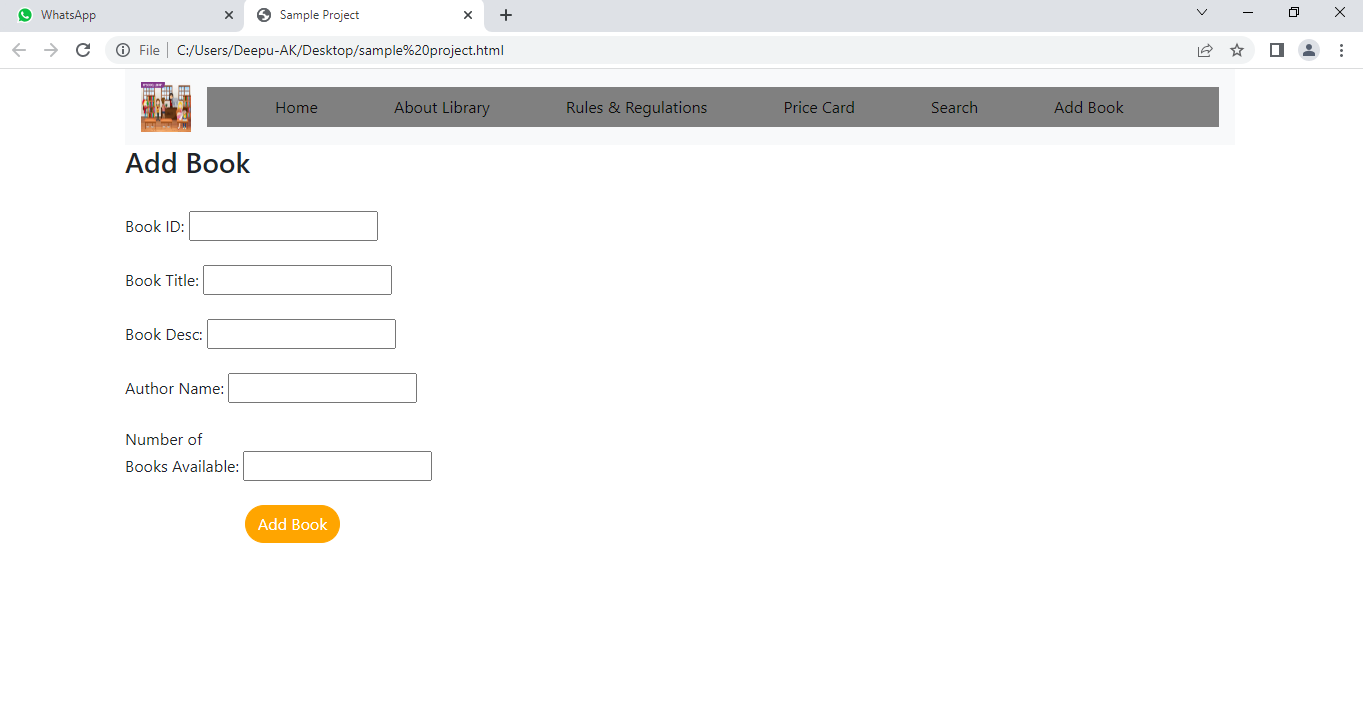 WhatsApp
Sample Project
File
C:/Users/Deepu-AK/Desktop/sample%20project.html
Home
About Library
Rules & Regulations
Price Card
Search
Add Book
Add Book
Book ID:
Book Title:
Book Desc:
Author Name:
Number of
Books Available:
Add Book